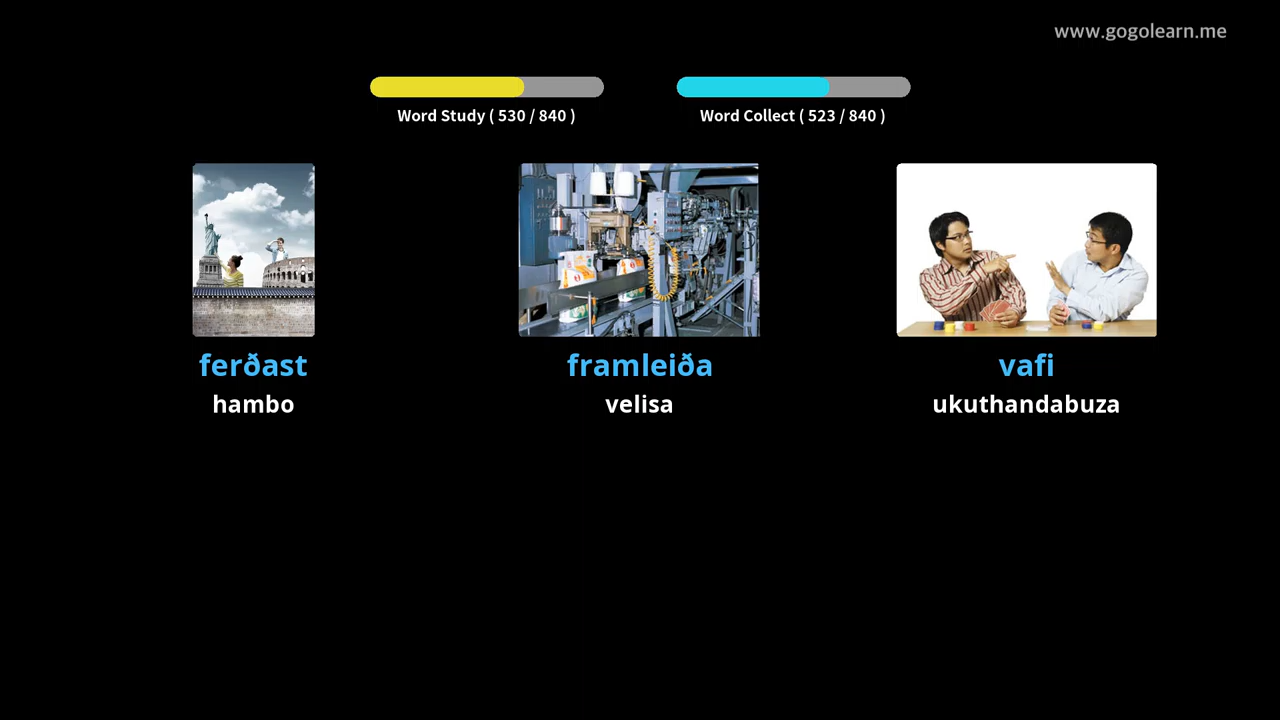 www.gogolearn.me
Word Study ( 530 / 840 )
Word Collect ( 523 / 840 )
ferðast
hambo
framleiða
velisa
vafi
ukuthandabuza